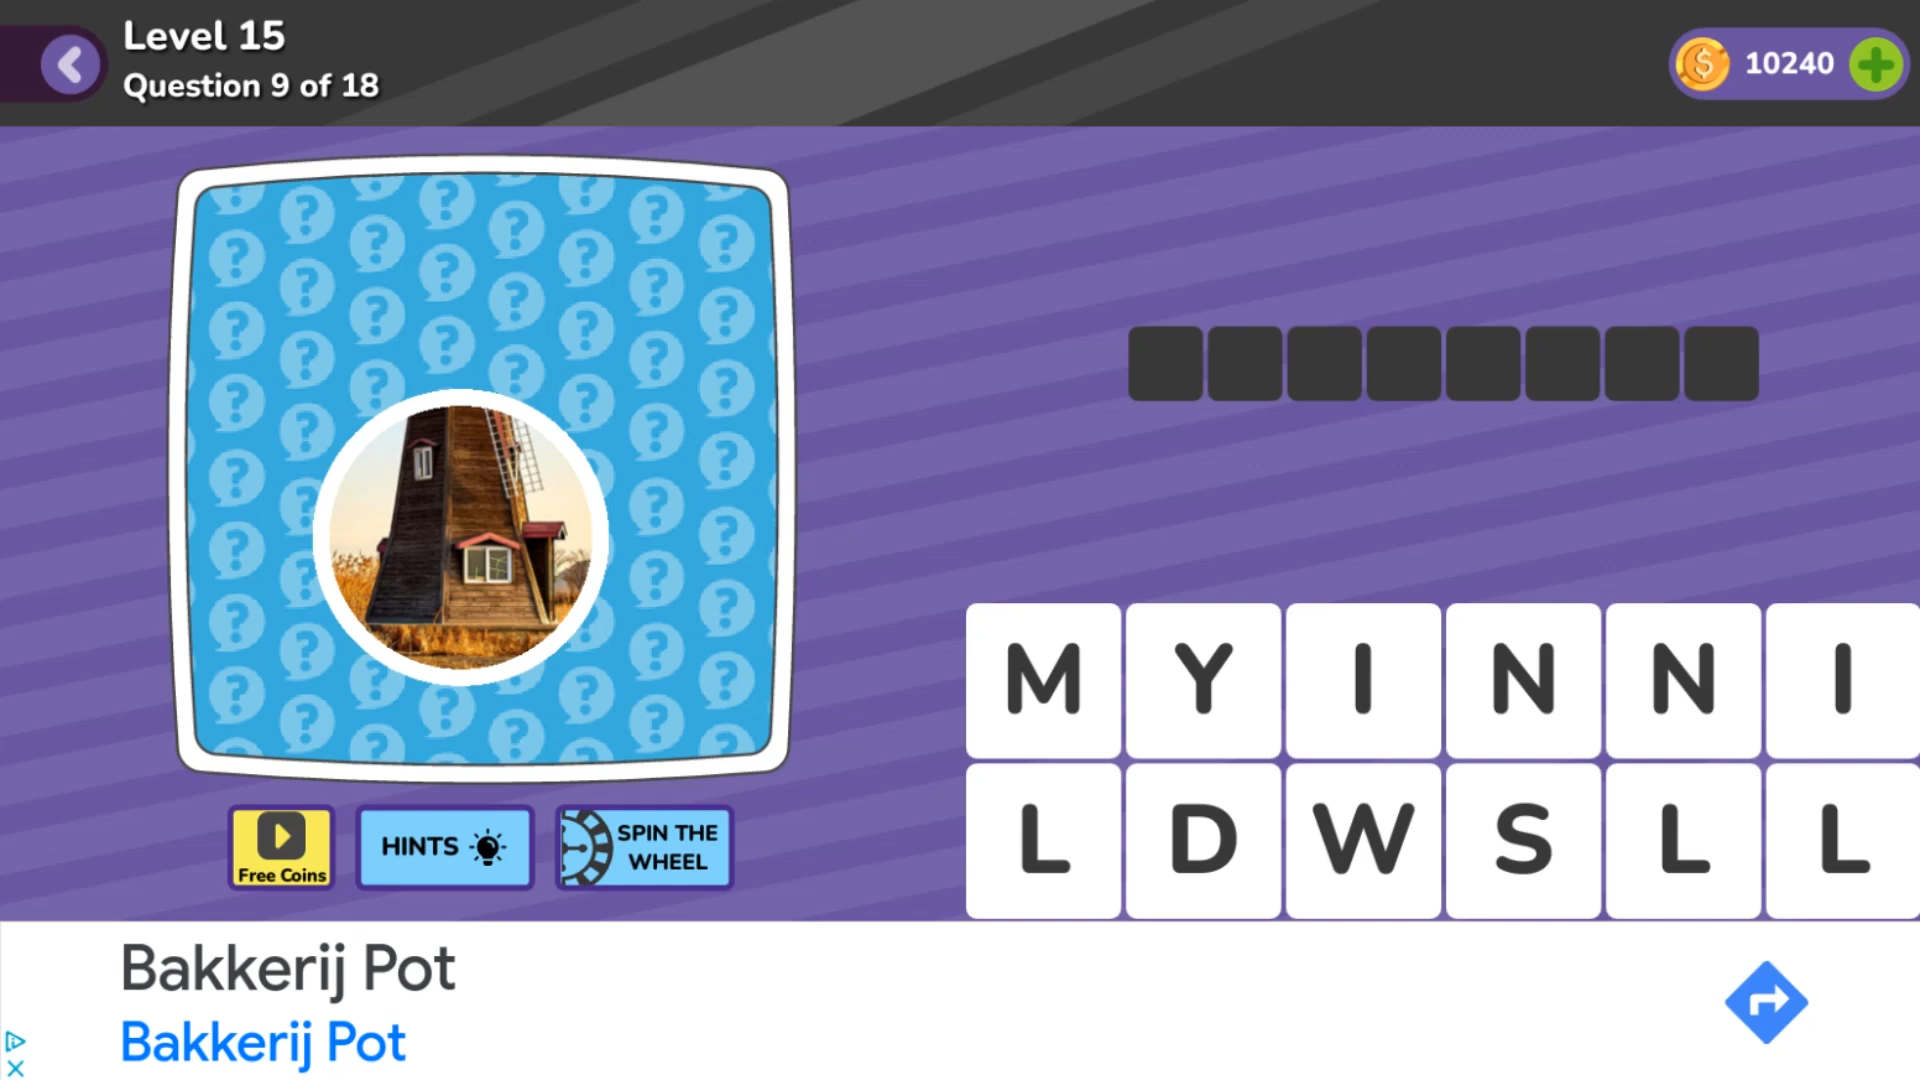 Level 15
Question 9 of 18
10240
M Y I N N I
L D W S L L
Free Coins
HINTS
SPIN THE
WHEEL
Bakkerij Pot
Bakkerij Pot